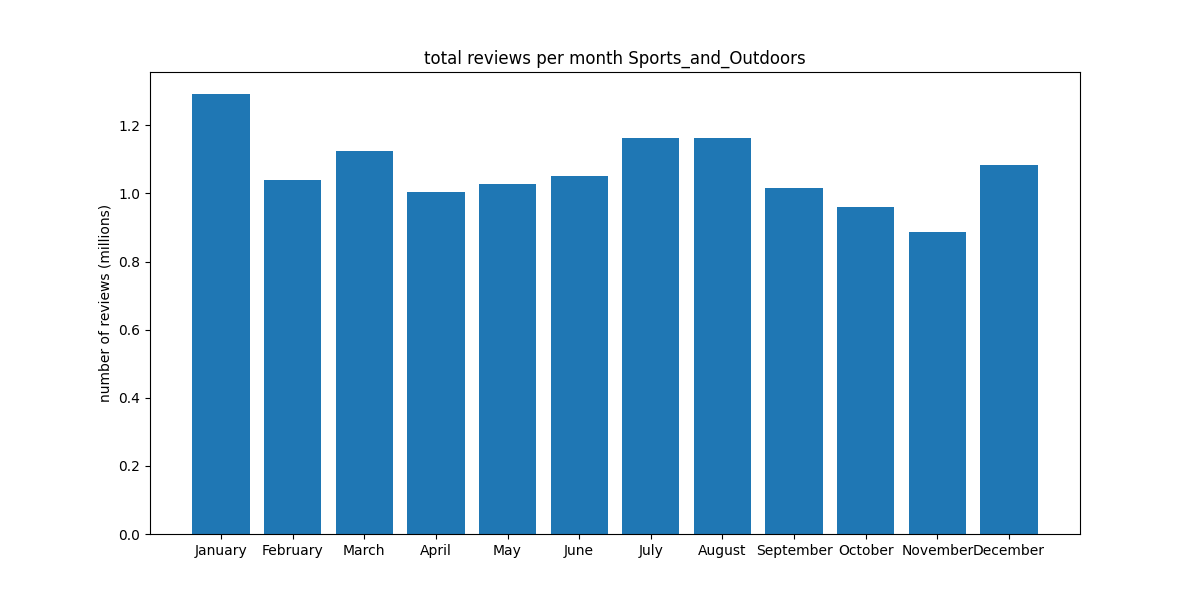 total reviews per month Sports_and_Outdoors
number of reviews (millions)
1.2
1.0
0.8
0.6
0.4
0.2
0.0
January February March April May June July August September October November December